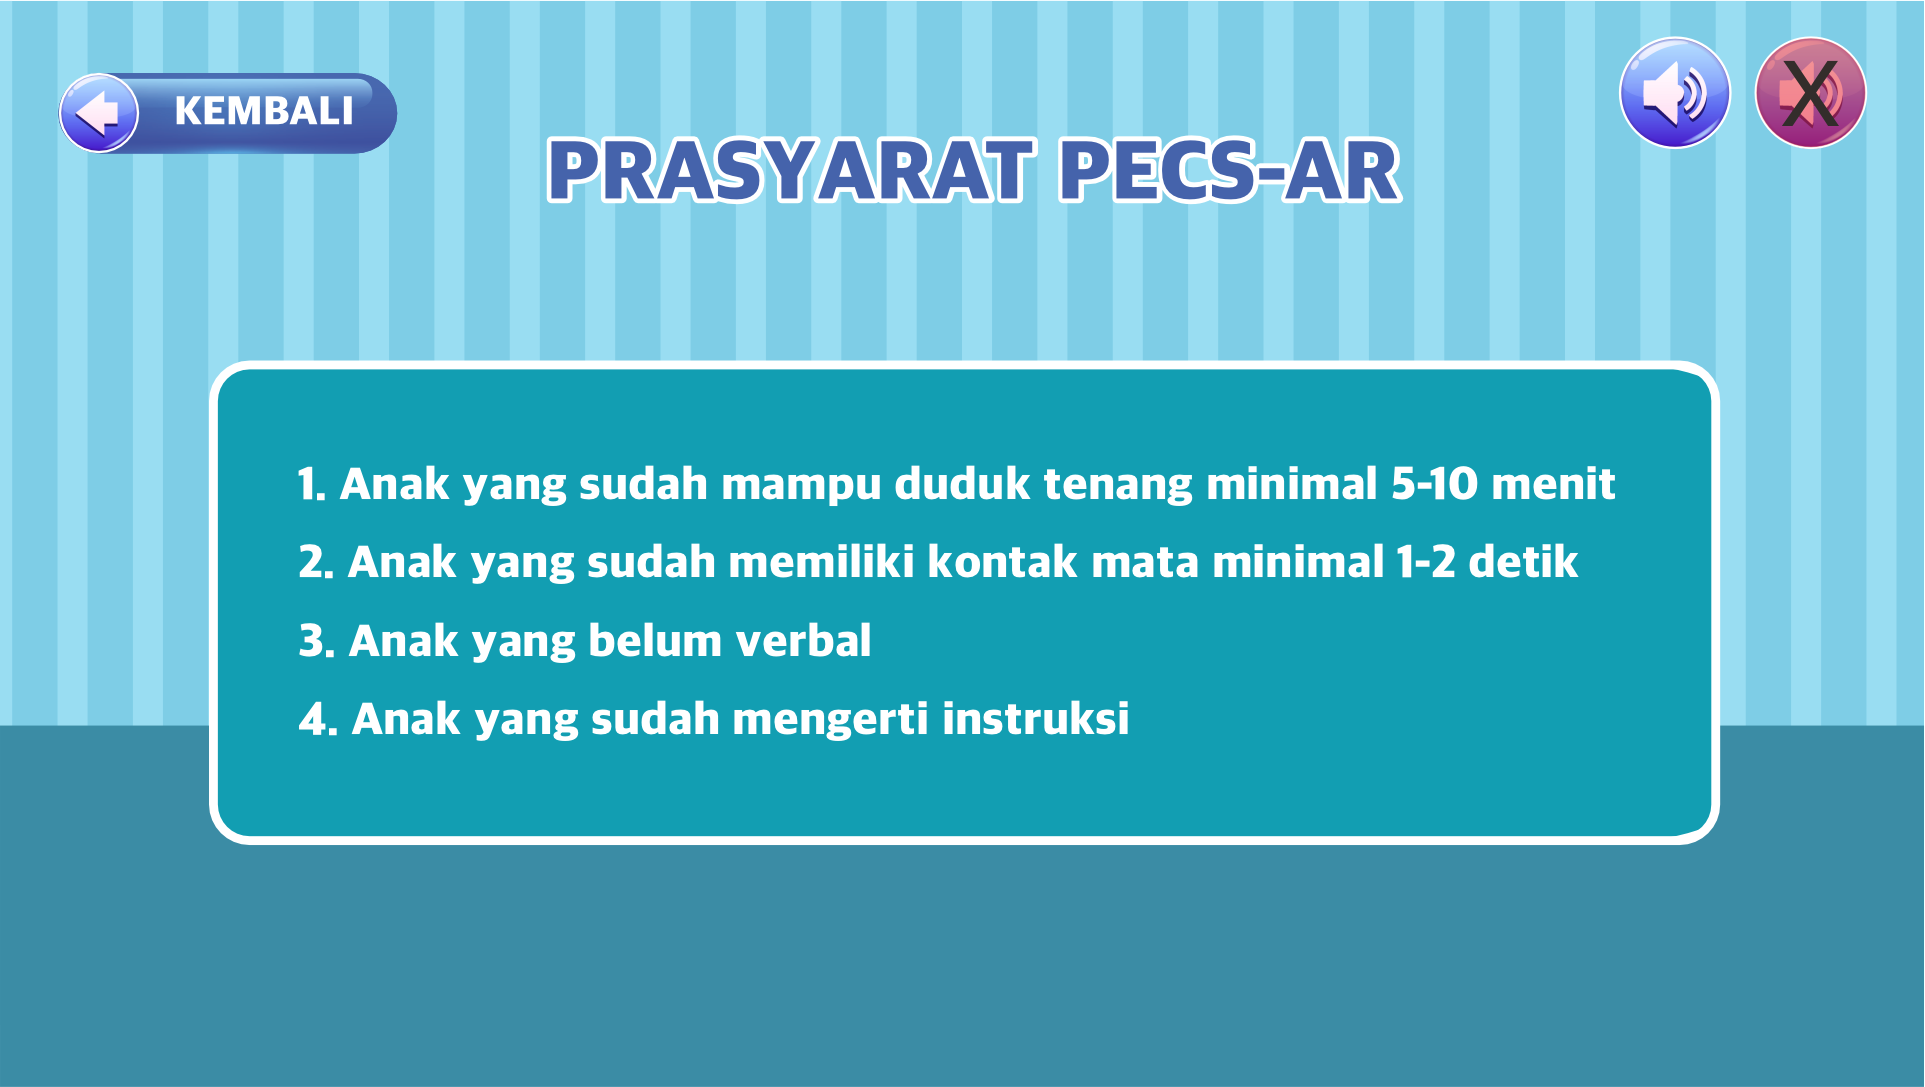 KEMBALI
X
PRASYARAT PECS-AR
1. Anak yang sudah mampu duduk tenang minimal 5-10 menit
2. Anak yang sudah memiliki kontak mata minimal 1-2 detik
3. Anak yang belum verbal
4. Anak yang sudah mengerti instruksi